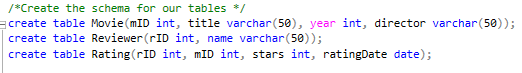 /*Create the schema for our tables */
create table Movie(mID int, title varchar(50), year int, director varchar(50));
create table Reviewer(rID int, name varchar(50));
create table Rating(rID int, mID int, stars int, ratingDate date);